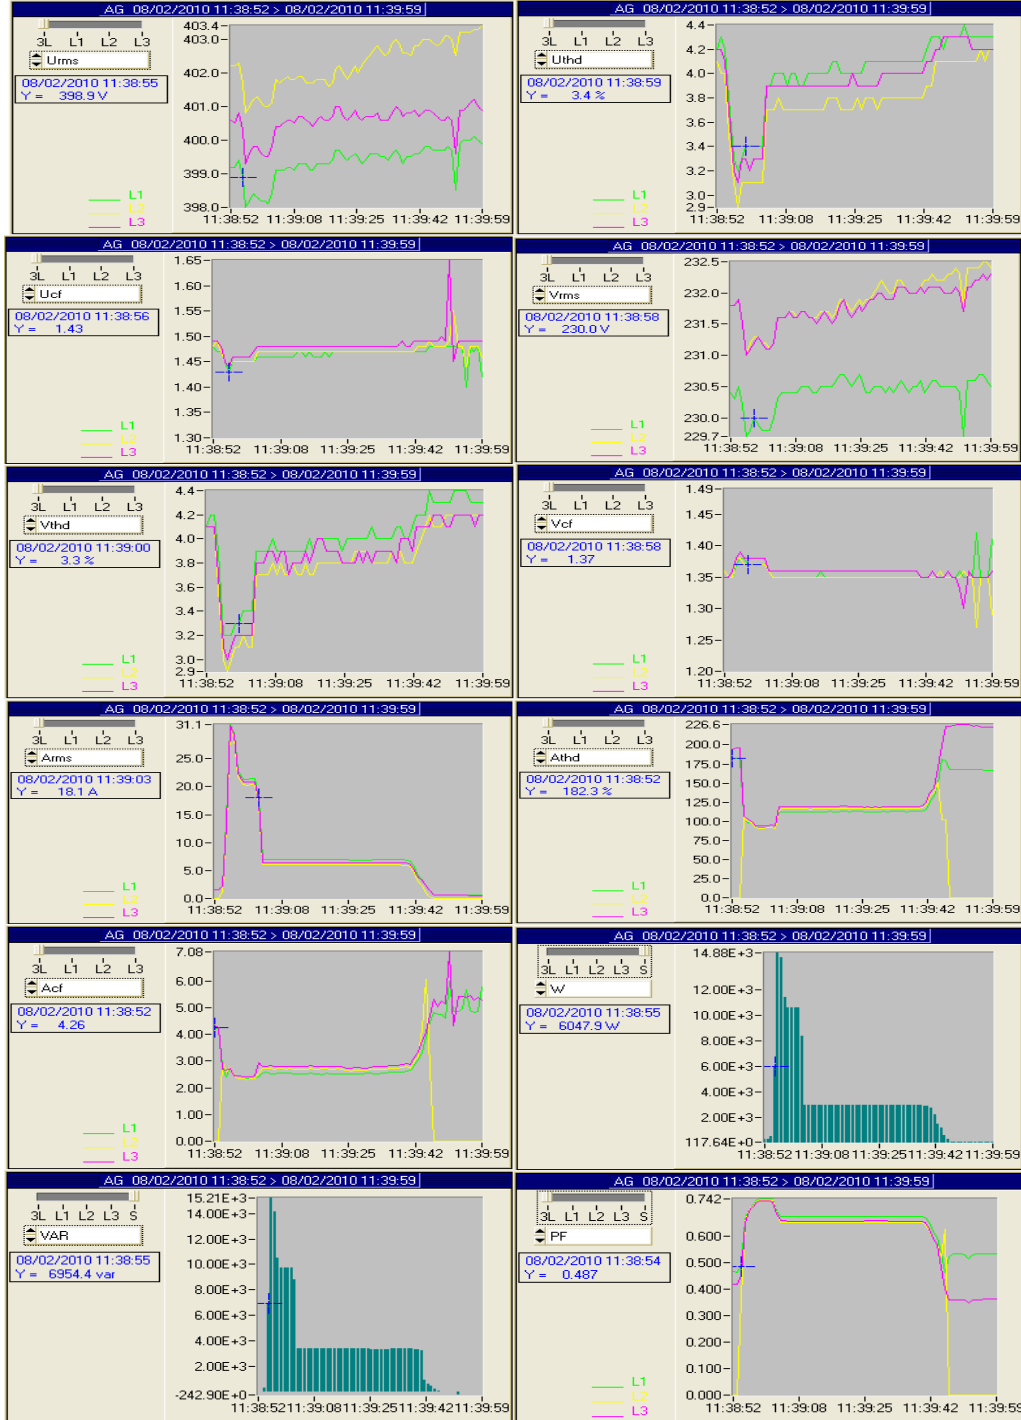 AG 08/02/2010 11:38:52 > 08/02/2010 11:39:59
3L L1 L2 L3
Urms
08/02/2010 11:38:55
Y = 398.9 V
403.4
403.0
402.0
401.0
400.0
399.0
398.0
11:38:52 11:39:08 11:39:25 11:39:42 11:39:59
L1
L2
L3
AG 08/02/2010 11:38:52 > 08/02/2010 11:39:59
3L L1 L2 L3
Uthd
08/02/2010 11:38:59
Y = 3.4 %
4.4
4.2
4.0
3.8
3.6
3.4
3.2
3.0
2.9
11:38:52 11:39:08 11:39:25 11:39:42 11:39:59
L1
L2
L3
AG 08/02/2010 11:38:52 > 08/02/2010 11:39:59
3L L1 L2 L3
Ucf
08/02/2010 11:38:56
Y = 1.43
1.65
1.60
1.55
1.50
1.45
1.40
1.35
1.30
11:38:52 11:39:08 11:39:25 11:39:42 11:39:59
L1
L2
L3
AG 08/02/2010 11:38:52 > 08/02/2010 11:39:59
3L L1 L2 L3
Vrms
08/02/2010 11:38:58
Y = 230.0 V
232.5
232.0
231.5
231.0
230.5
230.0
229.7
11:38:52 11:39:08 11:39:25 11:39:42 11:39:59
L1
L2
L3
AG 08/02/2010 11:38:52 > 08/02/2010 11:39:59
3L L1 L2 L3
Vthd
08/02/2010 11:39:00
Y = 3.3 %
4.4
4.2
4.0
3.8
3.6
3.4
3.2
3.0
2.9
11:38:52 11:39:08 11:39:25 11:39:42 11:39:59
L1
L2
L3
AG 08/02/2010 11:38:52 > 08/02/2010 11:39:59
3L L1 L2 L3
Vcf
08/02/2010 11:38:58
Y = 1.37
1.49
1.45
1.40
1.35
1.30
1.25
1.20
11:38:52 11:39:08 11:39:25 11:39:42 11:39:59
L1
L2
L3
AG 08/02/2010 11:38:52 > 08/02/2010 11:39:59
3L L1 L2 L3
Arms
08/02/2010 11:39:03
Y = 18.1 A
31.1
25.0
20.0
15.0
10.0
5.0
0.0
11:38:52 11:39:08 11:39:25 11:39:42 11:39:59
L1
L2
L3
AG 08/02/2010 11:38:52 > 08/02/2010 11:39:59
3L L1 L2 L3
Athd
08/02/2010 11:38:52
Y = 182.3 %
226.6
200.0
175.0
150.0
125.0
100.0
75.0
50.0
25.0
0.0
11:38:52 11:39:08 11:39:25 11:39:42 11:39:59
L1
L2
L3
AG 08/02/2010 11:38:52 > 08/02/2010 11:39:59
3L L1 L2 L3
Acf
08/02/2010 11:38:52
Y = 4.26
7.08
6.00
5.00
4.00
3.00
2.00
1.00
0.00
11:38:52 11:39:08 11:39:25 11:39:42 11:39:59
L1
L2
L3
AG 08/02/2010 11:38:52 > 08/02/2010 11:39:59
3L L1 L2 L3 S
W
08/02/2010 11:38:55
Y = 6047.9 W
14.88E+3
12.00E+3
10.00E+3
8.00E+3
6.00E+3
4.00E+3
2.00E+3
117.64E+0
11:38:52 11:39:08 11:39:25 11:39:42 11:39:59
AG 08/02/2010 11:38:52 > 08/02/2010 11:39:59
3L L1 L2 L3 S
VAR
08/02/2010 11:38:55
Y = 6954.4 var
15.21E+3
14.00E+3
12.00E+3
10.00E+3
8.00E+3
6.00E+3
4.00E+3
2.00E+3
-242.90E+0
11:38:52 11:39:08 11:39:25 11:39:42 11:39:59
AG 08/02/2010 11:38:52 > 08/02/2010 11:39:59
3L L1 L2 L3 S
PF
08/02/2010 11:38:54
Y = 0.487
0.742
0.600
0.500
0.400
0.300
0.200
0.100
0.000
11:38:52 11:39:08 11:39:25 11:39:42 11:39:59
L1
L2
L3